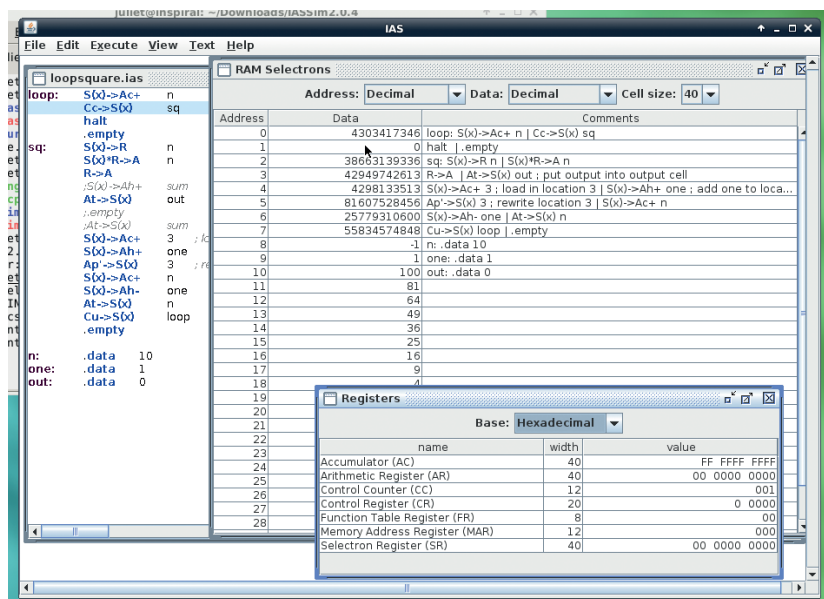 juliet@inspiral: ~/Downloads/IASSim2.0.4
IAS
File Edit Execute View Text Help
loopsquare.ias
loop: S(x)->Ac+ n
Cc->S(x) sq
halt
.empty
sq: S(x)->R n
S(x)*R->A n
R->A
;S(x)->Ah+ sum
At->S(x) out
;.empty
;At->S(x) sum
S(x)->Ac+ 3 ; lo
S(x)->Ah+ one
Ap'->S(x) 3 ; re
S(x)->Ac+ n
S(x)->Ah- one
At->S(x) n
Cu->S(x) loop
.empty
n: .data 10
one: .data 1
out: .data 0
RAM Selectrons
Address: Decimal Data: Decimal Cell size: 40
Address Data Comments
0 4303417346 loop: S(x)->Ac+ n | Cc->S(x) sq
1 0 halt | .empty
2 38663139336 sq: S(x)->R n | S(x)*R->A n
3 42949742613 R->A | At->S(x) out ; put output into output cell
4 4298133513 S(x)->Ac+ 3 ; load in location 3 | S(x)->Ah+ one ; add one to loca...
5 81607528456 Ap'->S(x) 3 ; rewrite location 3 | S(x)->Ac+ n
6 25779310600 S(x)->Ah- one | At->S(x) n
7 55834574848 Cu->S(x) loop | .empty
8 -1 n: .data 10
9 1 one: .data 1
10 100 out: .data 0
11 81
12 64
13 49
14 36
15 25
16 16
17 9
18 4
19
20
21
22
23
24
25
26
27
28
Registers
Base: Hexadecimal
name width value
Accumulator (AC) 40 FF FFFF FFFF
Arithmetic Register (AR) 40 00 0000 0000
Control Counter (CC) 12 001
Control Register (CR) 20 0 0000
Function Table Register (FR) 8 00
Memory Address Register (MAR) 12 000
Selectron Register (SR) 40 00 0000 0000